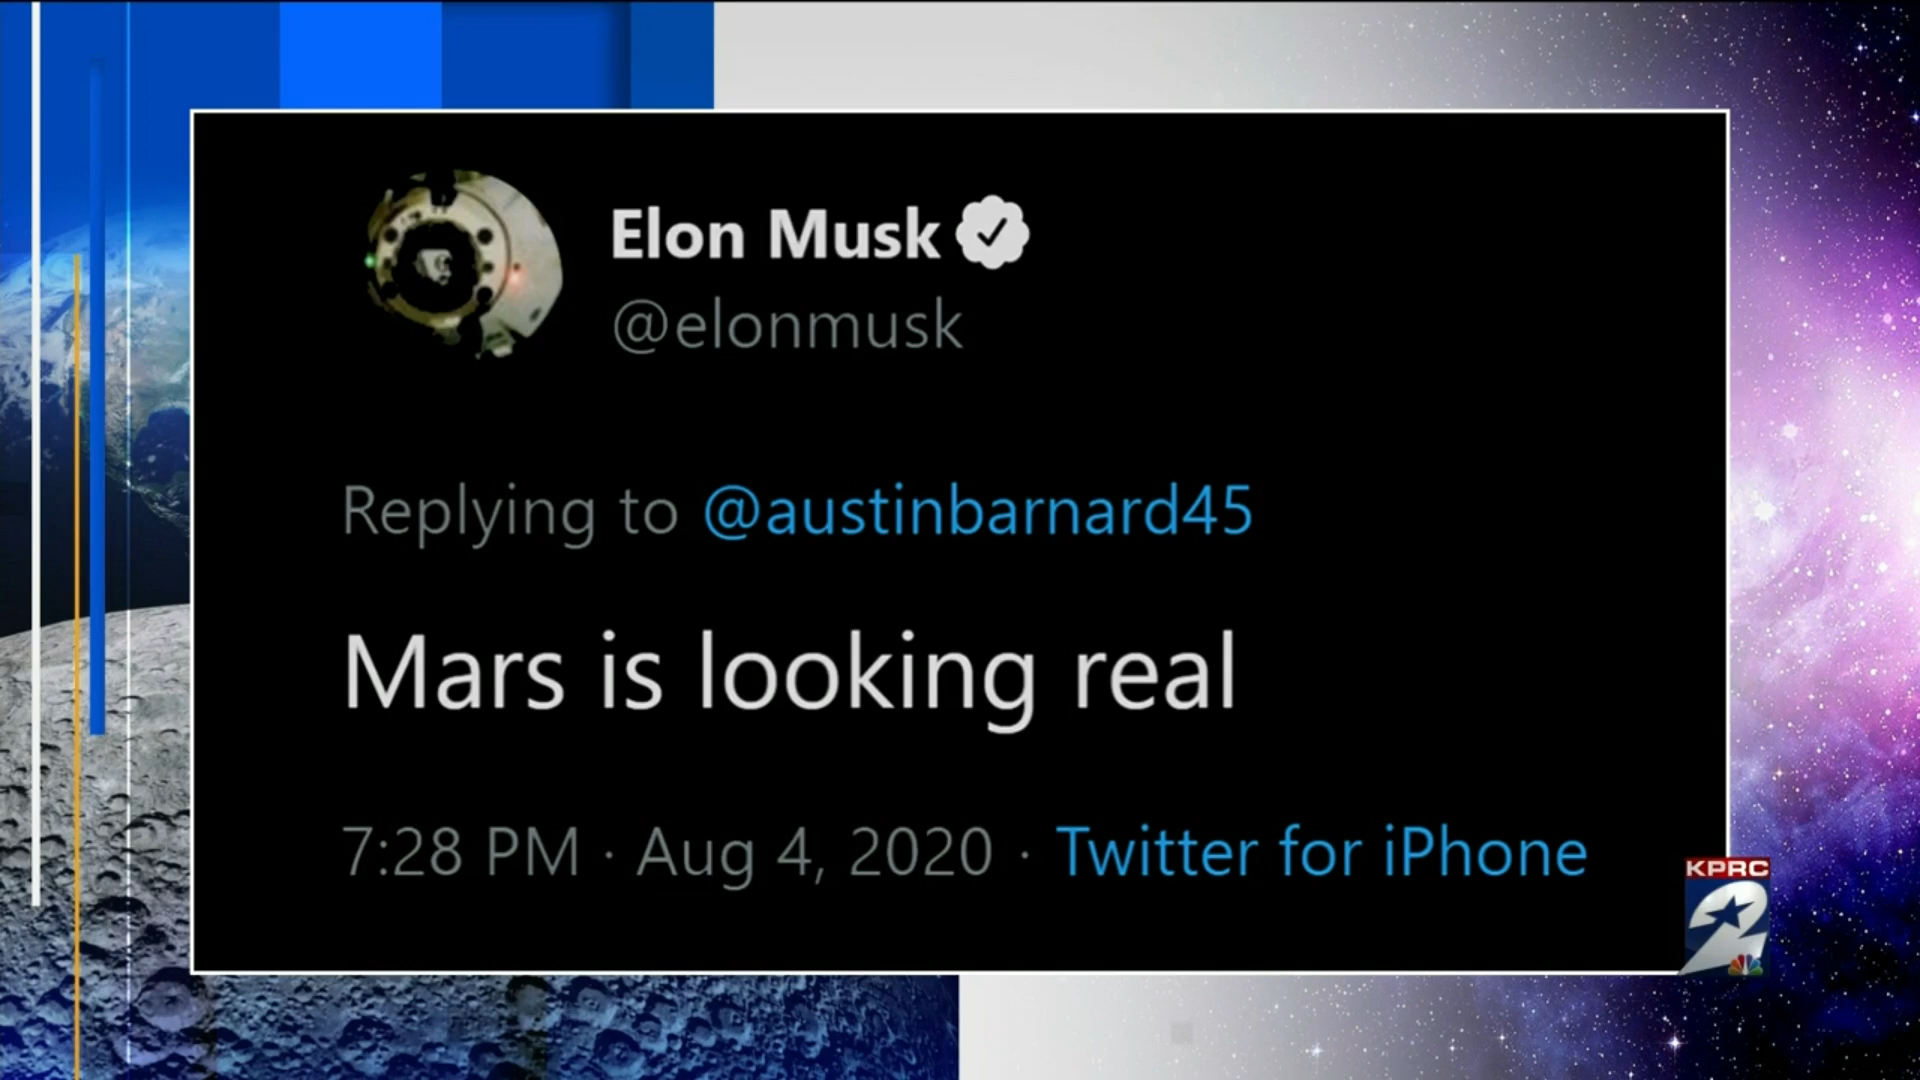 Elon Musk
@elonmusk
Replying to @austinbarnard45
Mars is looking real
7:28 PM · Aug 4, 2020 · Twitter for iPhone
KPRC
2